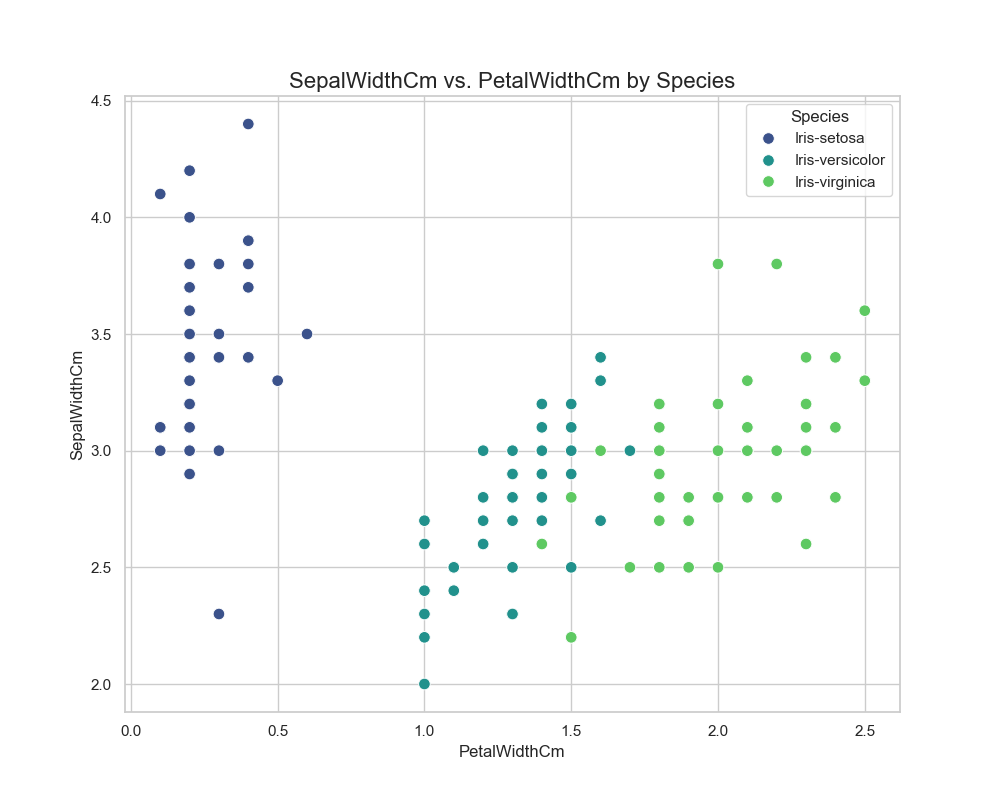 SepalWidthCm vs. PetalWidthCm by Species
Species
Iris-setosa
Iris-versicolor
Iris-virginica
4.5
4.0
3.5
3.0
2.5
2.0
SepalWidthCm
0.0 0.5 1.0 1.5 2.0 2.5
PetalWidthCm